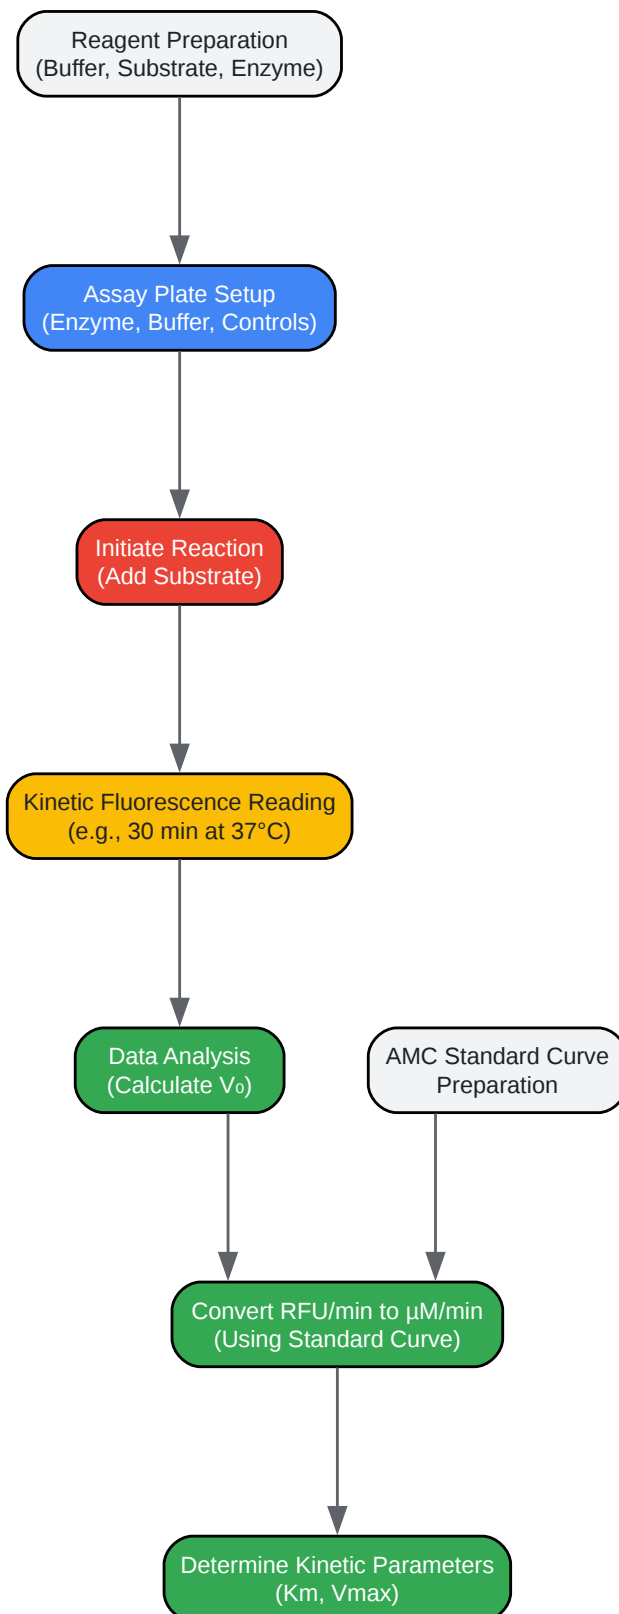 Reagent Preparation
(Buffer, Substrate, Enzyme)
Assay Plate Setup
(Enzyme, Buffer, Controls)
Initiate Reaction
(Add Substrate)
Kinetic Fluorescence Reading
(e.g., 30 min at 37°C)
Data Analysis
(Calculate V₀)
AMC Standard Curve
Preparation
Convert RFU/min to µM/min
(Using Standard Curve)
Determine Kinetic Parameters
(Km, Vmax)